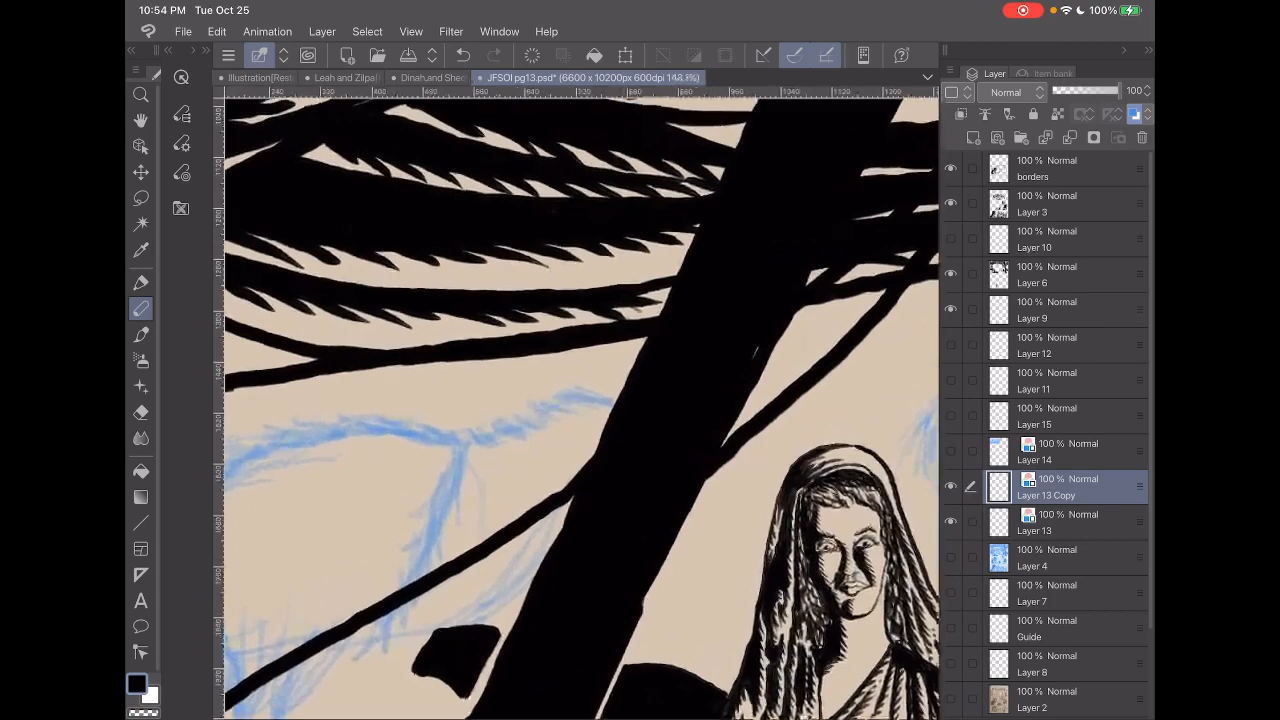 10:54 PM Tue Oct 25 100%
File Edit Animation Layer Select View Filter Window Help
Illustration[Rest Leah and Zilpa Dinah and Shec JFSOI pg13.psd* (6600 x 10200px 600dpi 148.8%)
Layer Item bank
Normal 100
100 % Normal
borders
100 % Normal
Layer 3
100 % Normal
Layer 10
100 % Normal
Layer 6
100 % Normal
Layer 9
100 % Normal
Layer 12
100 % Normal
Layer 11
100 % Normal
Layer 15
100 % Normal
Layer 14
100 % Normal
Layer 13 Copy
100 % Normal
Layer 13
100 % Normal
Layer 4
100 % Normal
Layer 7
100 % Normal
Guide
100 % Normal
Layer 8
100 % Normal
Layer 2